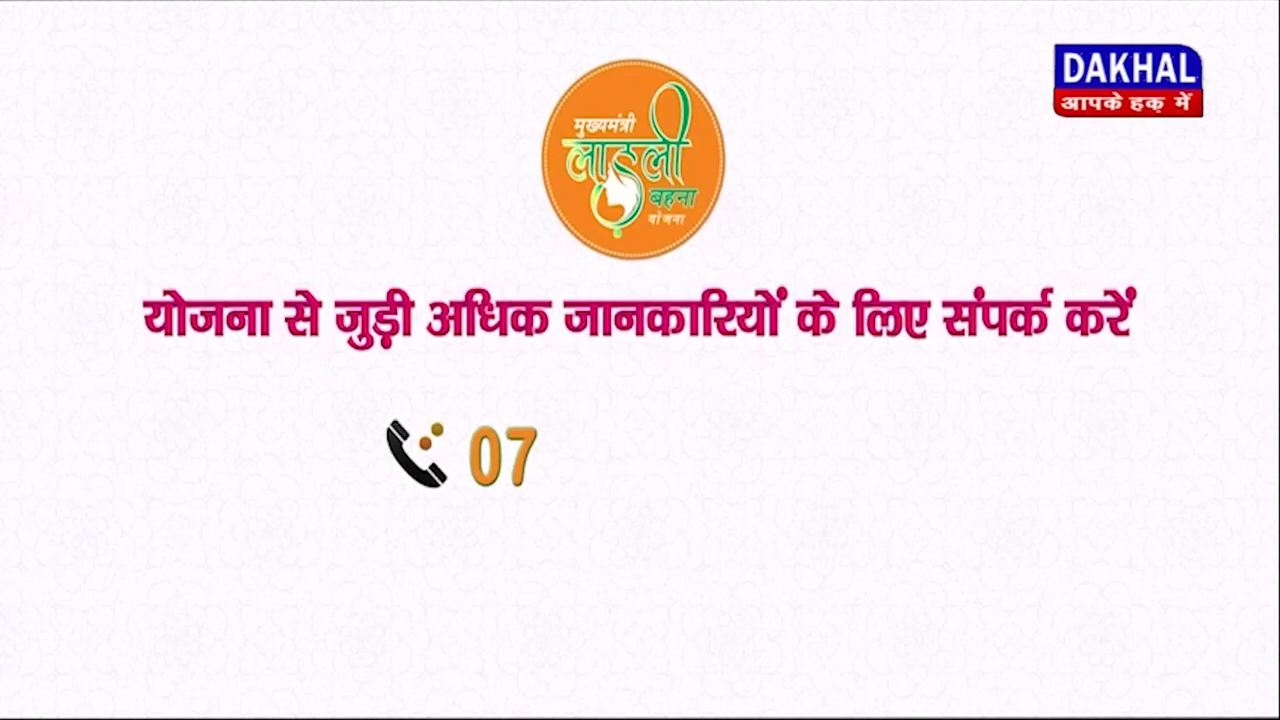 DAKHAL
आपके हक में
मुख्यमंत्री
लाड़ली
बहना
योजना
योजना से जुड़ी अधिक जानकारियों के लिए संपर्क करें
07